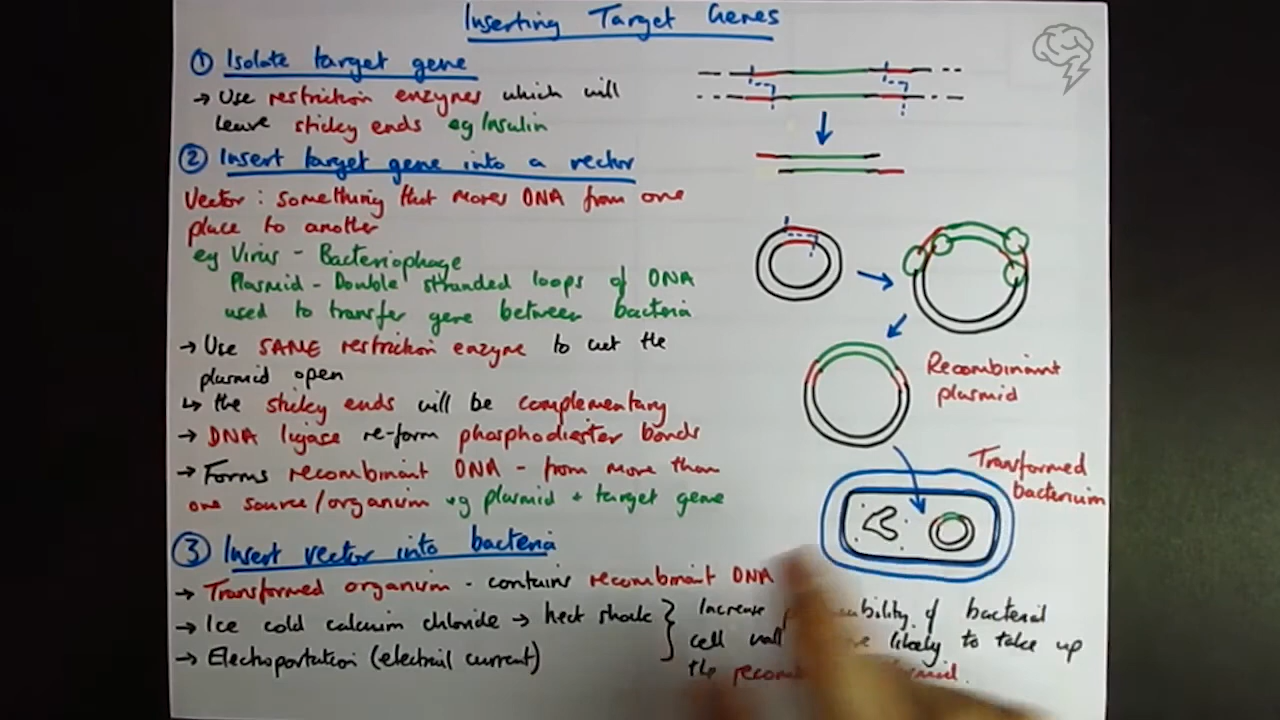 Inserting Target Genes
① Isolate target gene
→ Use restriction enzymes which will
leave sticky ends eg Insulin
② Insert target gene into a vector
Vector : something that moves DNA from one
place to another
eg Virus - Bacteriophage
Plasmid - Double stranded loops of DNA
used to transfer gene between bacteria
→ Use SAME restriction enzyme to cut the
plasmid open
↳ the sticky ends will be complementary
→ DNA ligase re-form phosphodiester bonds
→ Forms recombinant DNA - from more than
one source/organism eg plasmid + target gene
③ Insert vector into bacteria
→ Transformed organism - contains recombinant DNA
→ Ice cold calcium chloride → heat shock
→ Electroportation (electrail current)
Increase of bacterial
cell likely to take up
the
Recombinant
plasmid
Transformed
bacterium